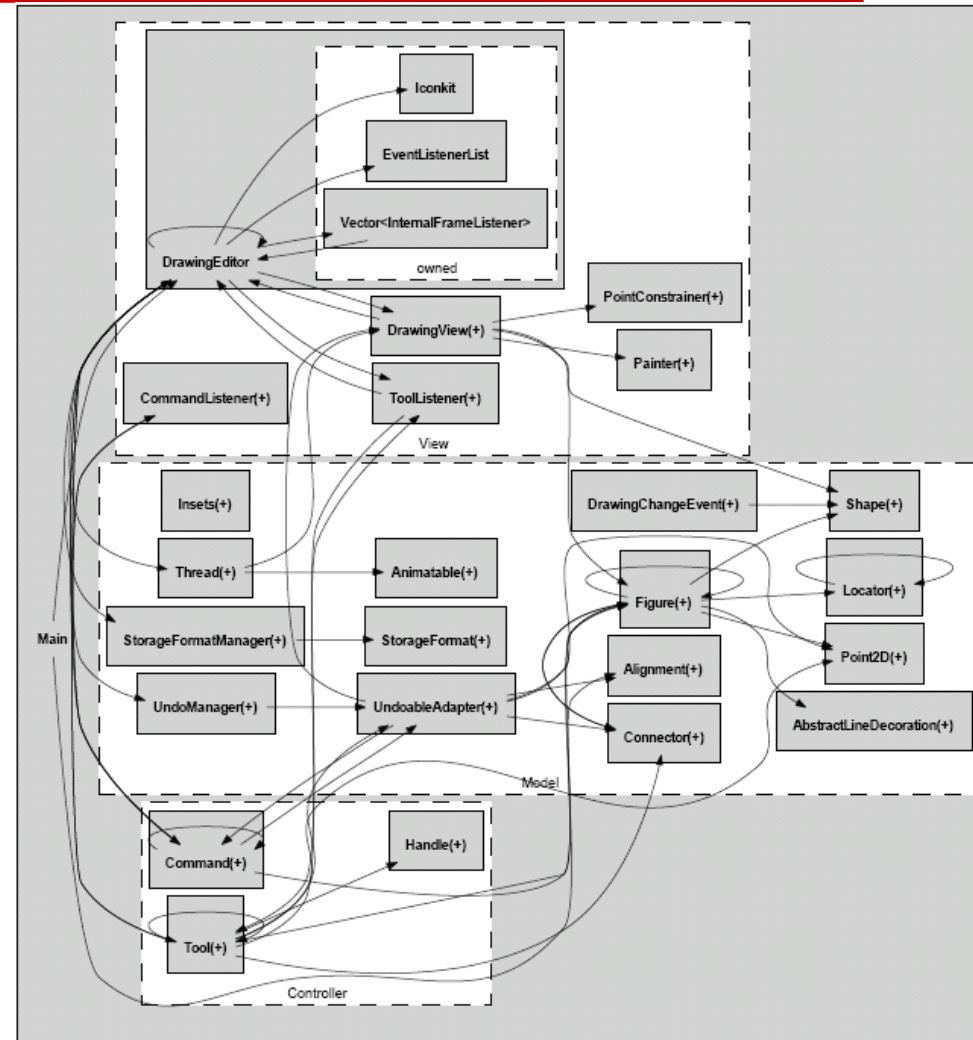 Iconkit
EventListenerList
Vector<InternalFrameListener>
owned
DrawingEditor
PointConstrainer(+)
DrawingView(+)
Painter(+)
CommandListener(+)
ToolListener(+)
View
Insets(+)
DrawingChangeEvent(+)
Shape(+)
Thread(+)
Animatable(+)
Figure(+)
Locator(+)
Main
StorageFormatManager(+)
StorageFormat(+)
Alignment(+)
Point2D(+)
UndoManager(+)
UndoableAdapter(+)
Connector(+)
AbstractLineDecoration(+)
Model
Command(+)
Handle(+)
Tool(+)
Controller